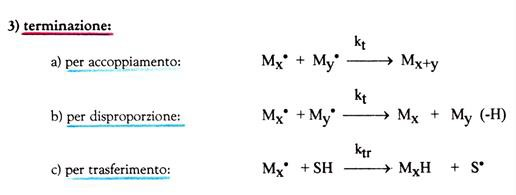 3) terminazione:
kt
a) per accoppiamento: Mx• + My• ⟶ Mx+y
kt
b) per disproporzione: Mx• + My• ⟶ Mx + My (-H)
ktr
c) per trasferimento: Mx• + SH ⟶ MxH + S•